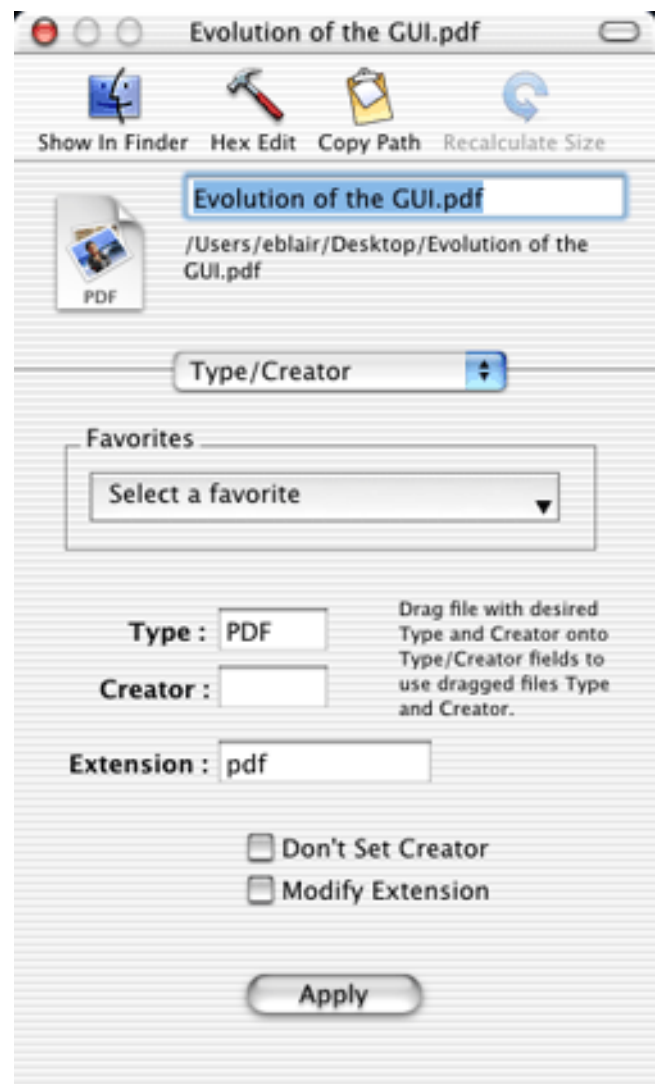 Evolution of the GUI.pdf
Show In Finder Hex Edit Copy Path Recalculate Size
Evolution of the GUI.pdf
/Users/eblair/Desktop/Evolution of the
GUI.pdf
PDF
Type/Creator
Favorites
Select a favorite
Type : PDF
Creator :
Drag file with desired
Type and Creator onto
Type/Creator fields to
use dragged files Type
and Creator.
Extension : pdf
Don't Set Creator
Modify Extension
Apply